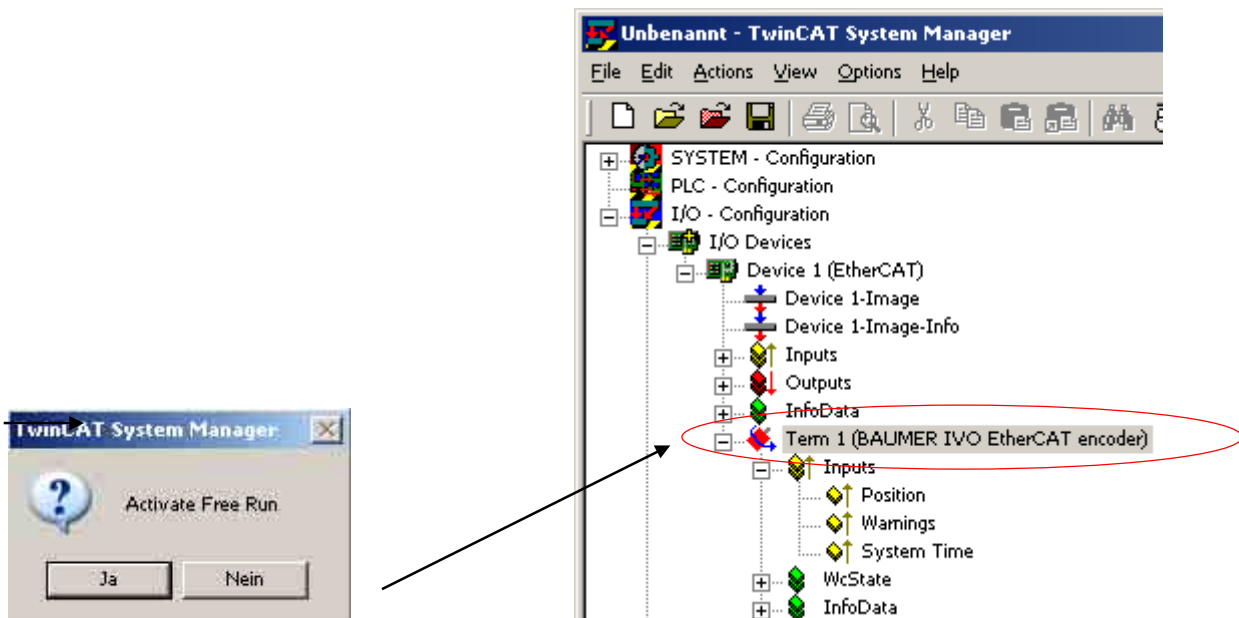 Unbenannt - TwinCAT System Manager
File Edit Actions View Options Help
SYSTEM - Configuration
PLC - Configuration
I/O - Configuration
I/O Devices
Device 1 (EtherCAT)
Device 1-Image
Device 1-Image-Info
Inputs
Outputs
InfoData
Term 1 (BAUMER IVO EtherCAT encoder)
Inputs
Position
Warnings
System Time
WcState
InfoData
TwinCAT System Manager
Activate Free Run
Ja Nein